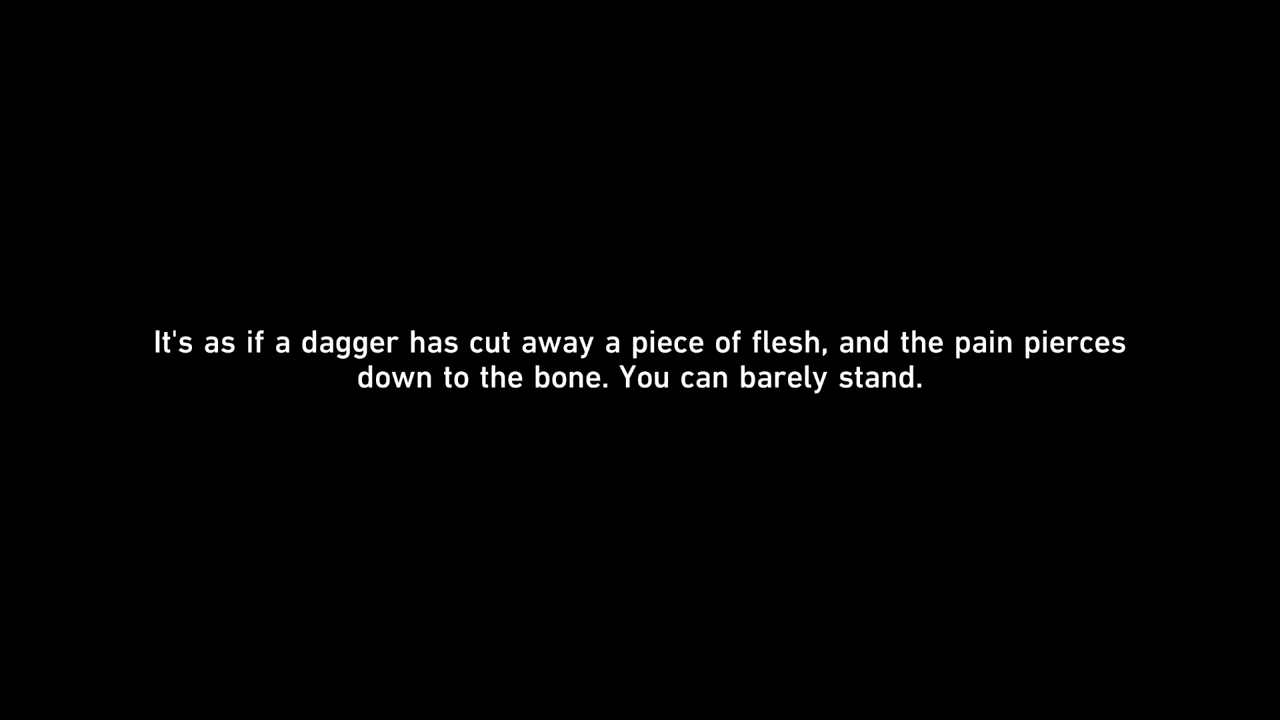 It's as if a dagger has cut away a piece of flesh, and the pain pierces
down to the bone. You can barely stand.